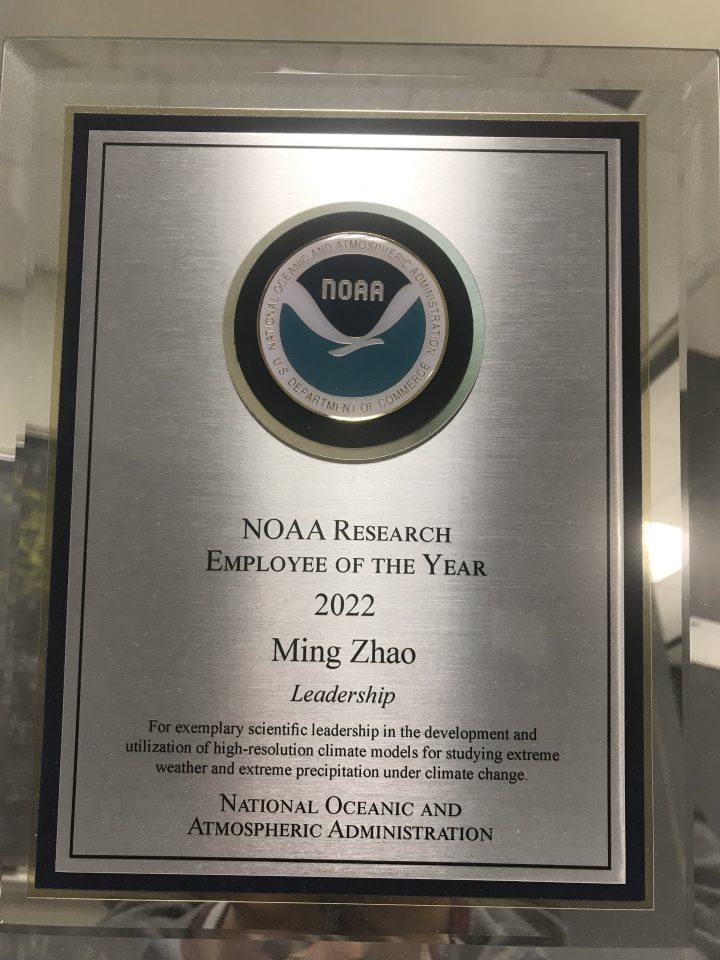 NATIONAL OCEANIC AND ATMOSPHERIC ADMINISTRATION
NOAA
U.S. DEPARTMENT OF COMMERCE
NOAA RESEARCH
EMPLOYEE OF THE YEAR
2022
Ming Zhao
Leadership
For exemplary scientific leadership in the development and
utilization of high-resolution climate models for studying extreme
weather and extreme precipitation under climate change.
NATIONAL OCEANIC AND
ATMOSPHERIC ADMINISTRATION